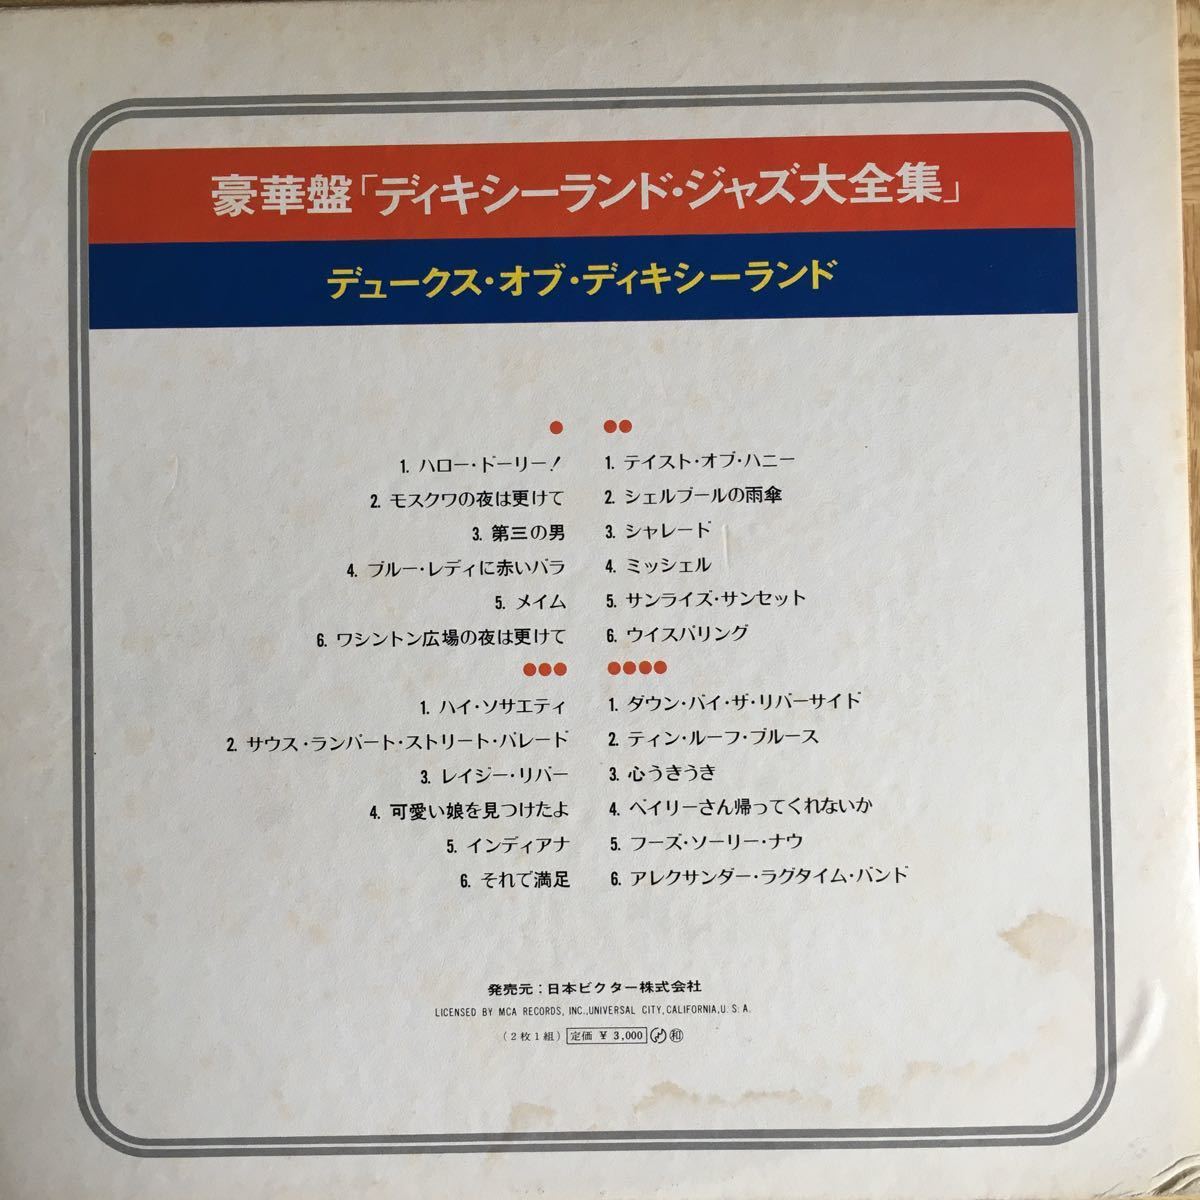 豪華盤「ディキシーランド・ジャズ大全集」
デュークス・オブ・ディキシーランド
●
1. ハロー・ドーリー!
2. モスクワの夜は更けて
3. 第三の男
4. ブルー・レディに赤いバラ
5. メイム
6. ワシントン広場の夜は更けて
●●
1. テイスト・オブ・ハニー
2. シェルブールの雨傘
3. シャレード
4. ミッシェル
5. サンライズ・サンセット
6. ウイスパリング
●●●
1. ハイ・ソサエティ
2. サウス・ランパート・ストリート・パレード
3. レイジー・リバー
4. 可愛い娘を見つけたよ
5. インディアナ
6. それで満足
●●●●
1. ダウン・バイ・ザ・リバーサイド
2. ティン・ルーフ・ブルース
3. 心うきうき
4. ベイリーさん帰ってくれないか
5. フーズ・ソーリー・ナウ
6. アレクサンダー・ラグタイム・バンド
発売元:日本ビクター株式会社
LICENSED BY MCA RECORDS, INC.,UNIVERSAL CITY,CALIFORNIA,U.S.A.
(2枚1組) 定価 ¥ 3,000 ㋹